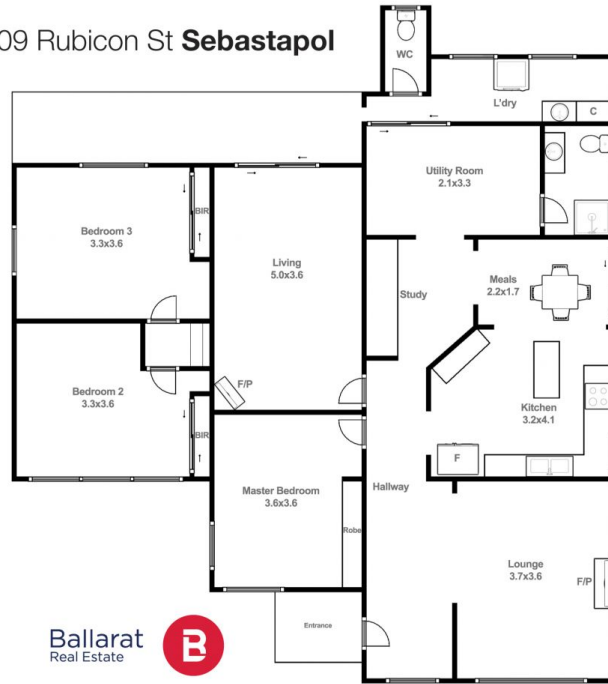 09 Rubicon St Sebastapol
WC
L'dry
C
Utility Room
2.1x3.3
BIR
Bedroom 3
3.3x3.6
Living
5.0x3.6
Study
Meals
2.2x1.7
F/P
Bedroom 2
3.3x3.6
BIR
Kitchen
3.2x4.1
F
Master Bedroom
3.6x3.6
Hallway
Robe
Lounge
3.7x3.6
F/P
Entrance
Ballarat
Real Estate
B